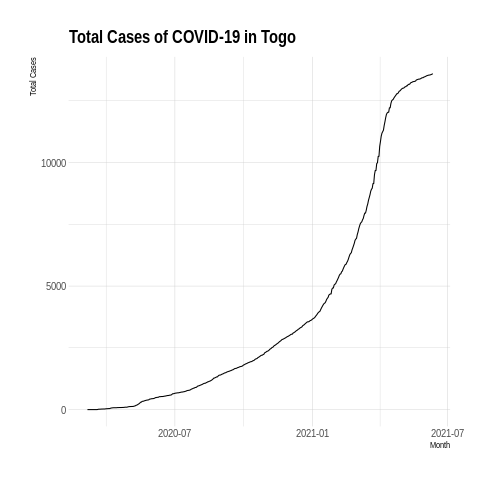 Total Cases of COVID-19 in Togo
Total Cases
10000
5000
0
2020-07
2021-01
2021-07
Month